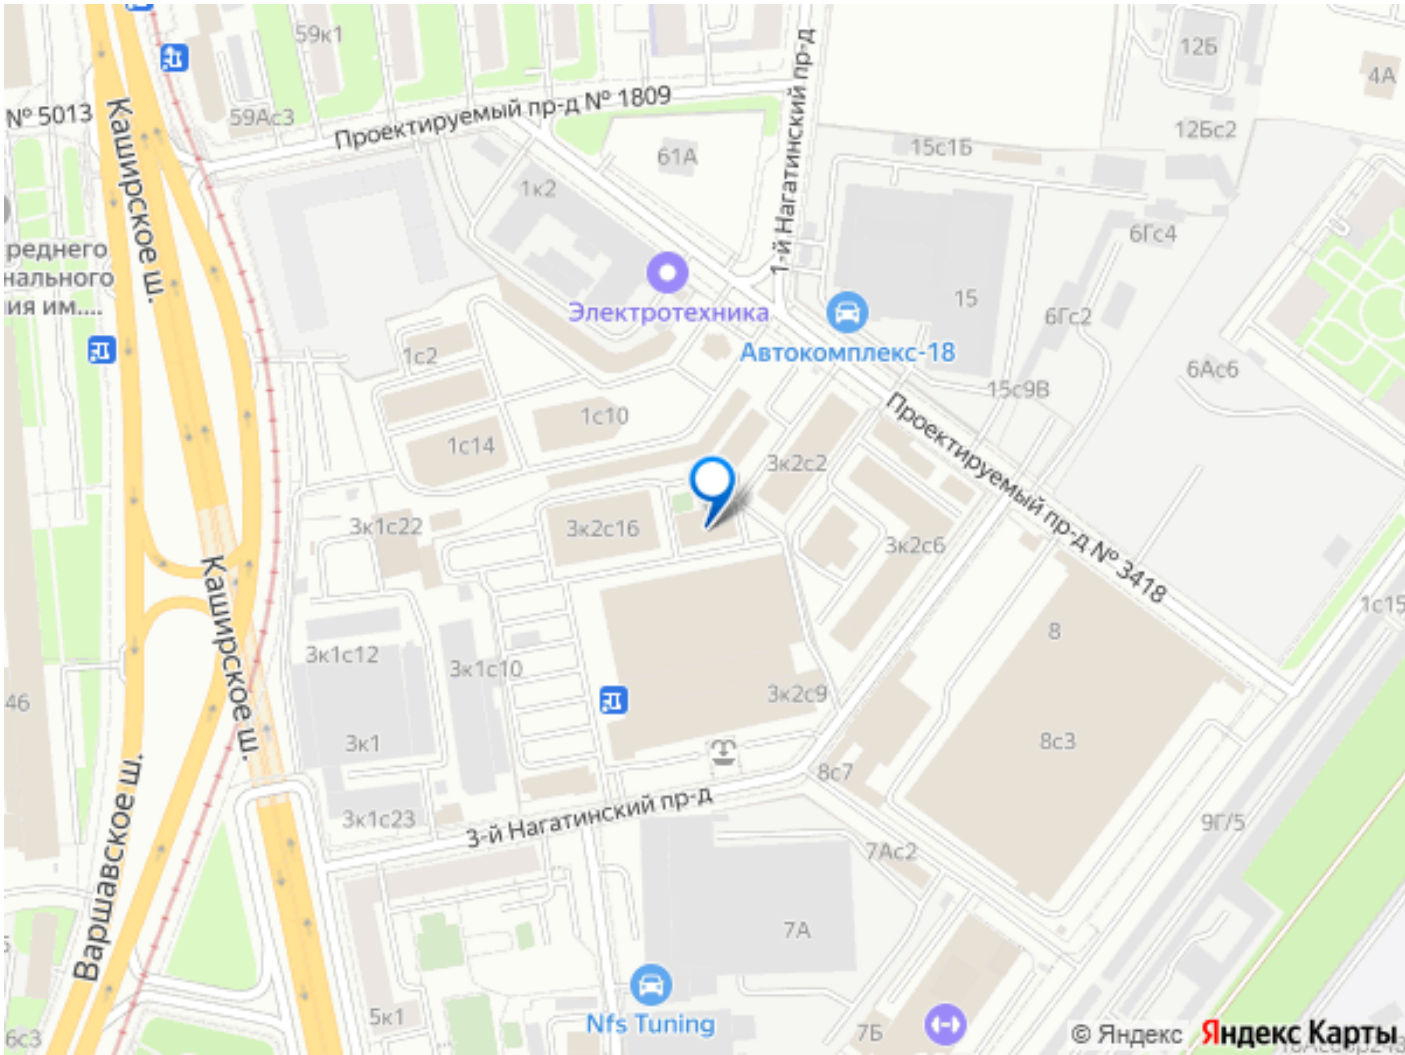 59к1
12Б
4А
№ 5013
59Ас3
Проектируемый пр-д № 1809
1-й Нагатинский пр-д
12Бс2
15с1Б
61А
Каширское ш.
1к2
6Гс4
реднего
нального
ия им....
Электротехника
15
6Гс2
1с2
Автокомплекс-18
6Ас6
15с9В
1с10
1с14
Проектируемый пр-д № 3418
3к2с2
3к1с22
3к2с16
3к2с6
Каширское ш.
1с15
8
3к1с12
3к1с10
3к2с9
46
3к1
8с3
8с7
Варшавское ш.
3-й Нагатинский пр-д
3к1с23
9Г/5
7Ас2
7А
5к1
Nfs Tuning
7Б
6с3
© Яндекс Яндекс Карты